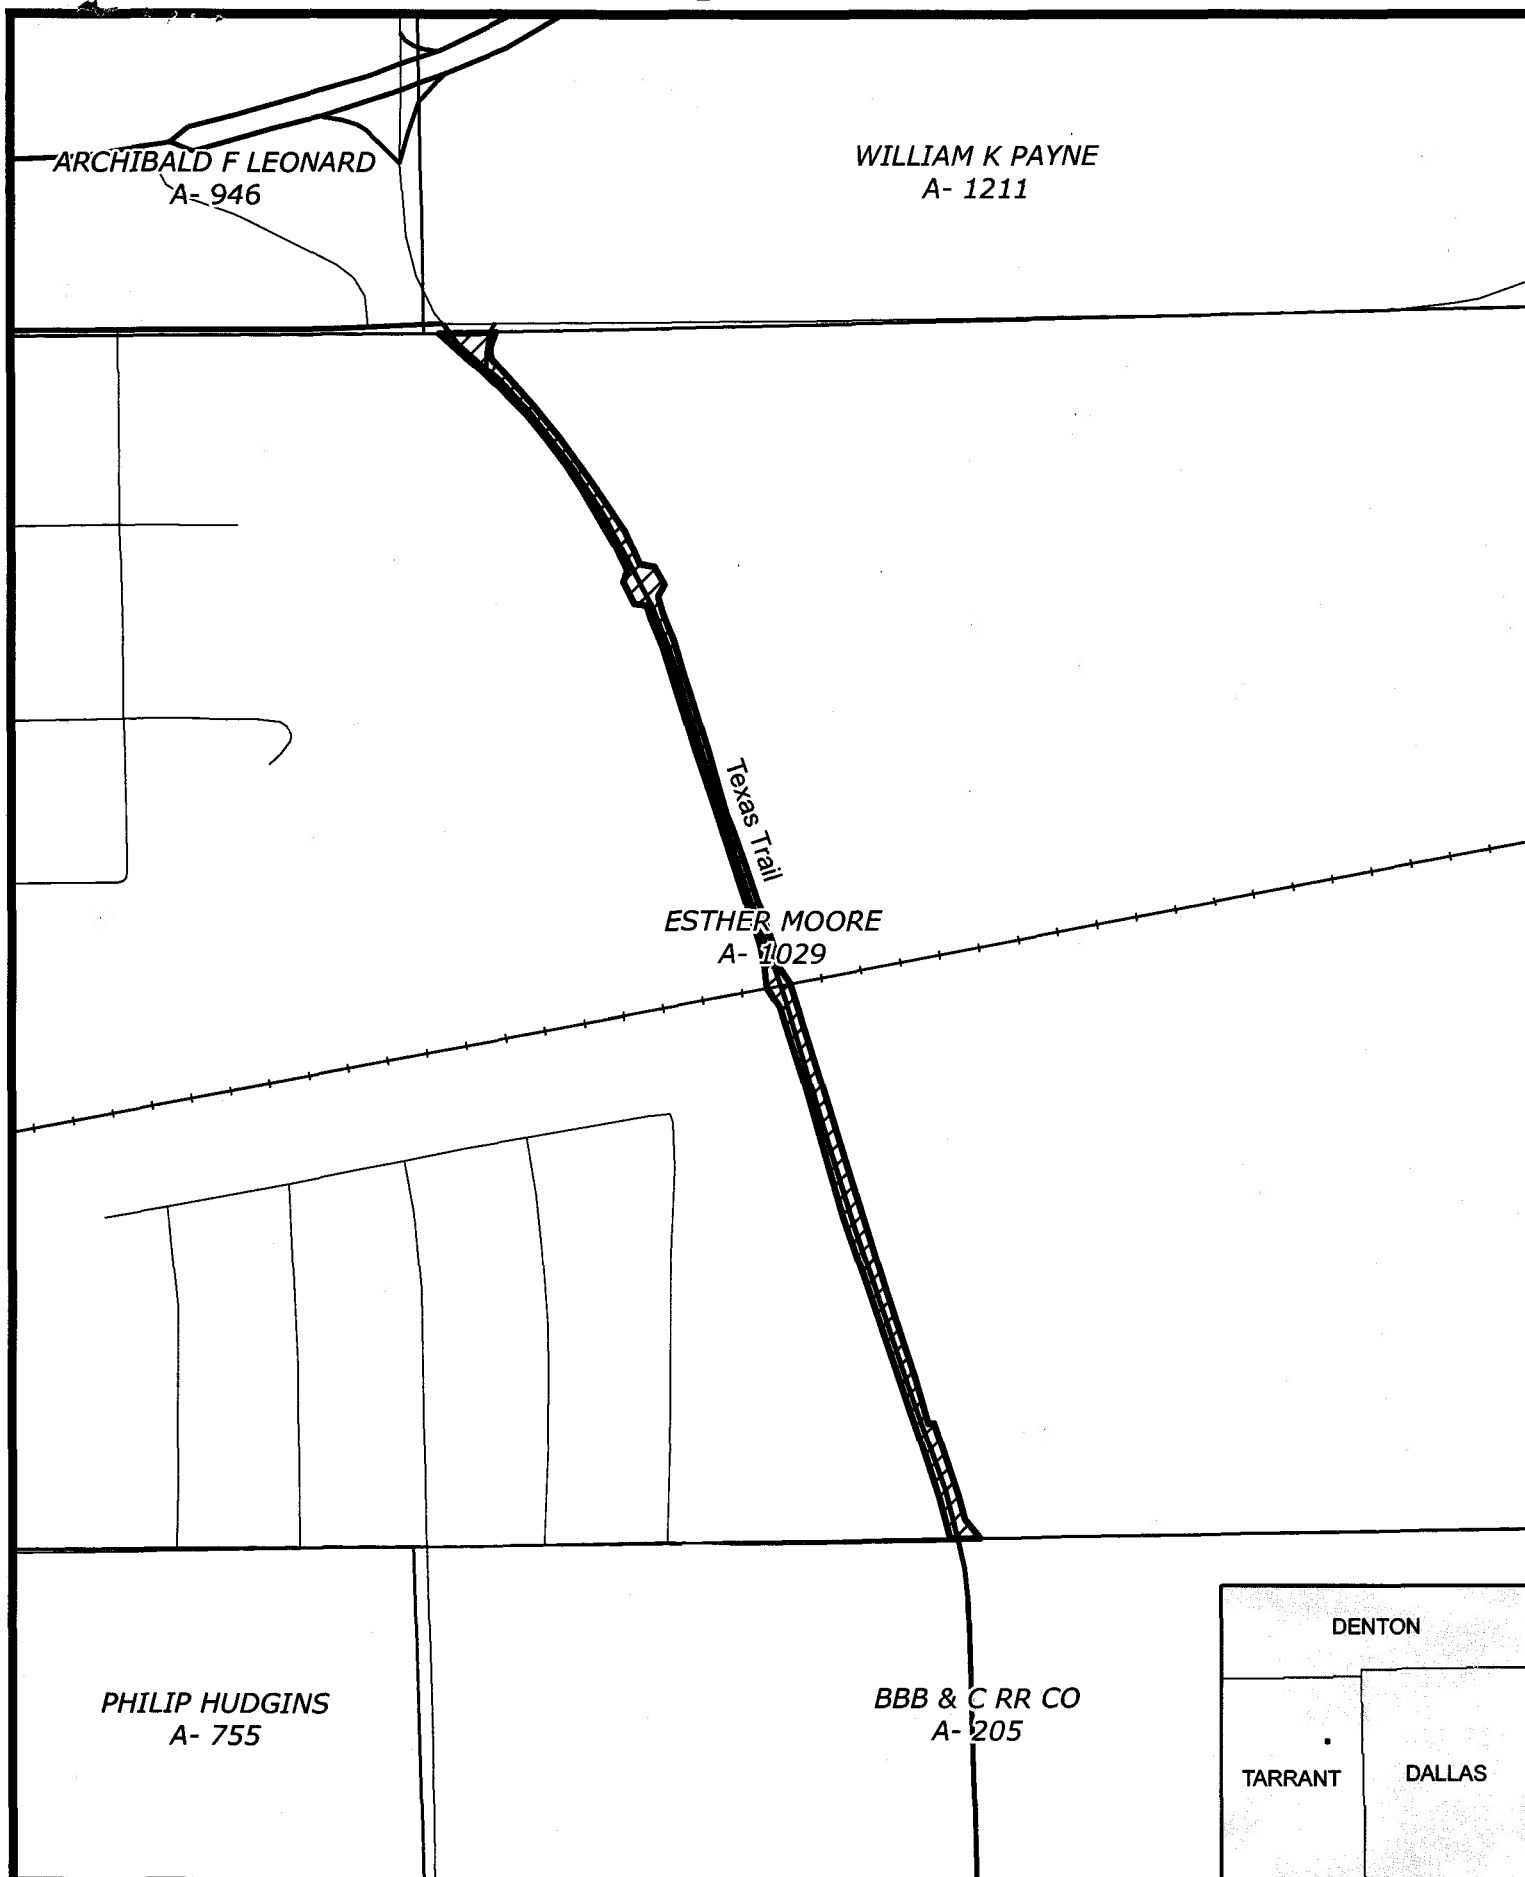 ARCHIBALD F LEONARD
A- 946
WILLIAM K PAYNE
A- 1211
Texas Trail
ESTHER MOORE
A- 1029
PHILIP HUDGINS
A- 755
BBB & C RR CO
A- 205
DENTON
TARRANT
DALLAS